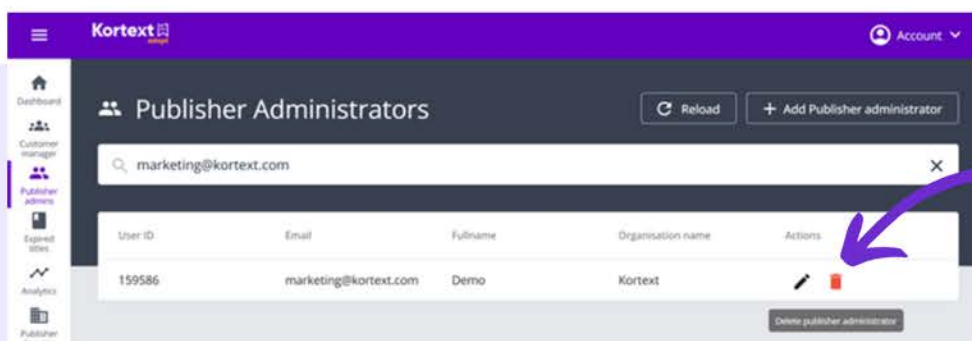 Kortext
adopt
Account
Dashboard
Customer
manager
Publisher
admins
Expired
titles
Analytics
Publisher
Publisher Administrators
Reload
+ Add Publisher administrator
marketing@kortext.com
User ID Email Fullname Organisation name Actions
159586 marketing@kortext.com Demo Kortext
Delete publisher administrator